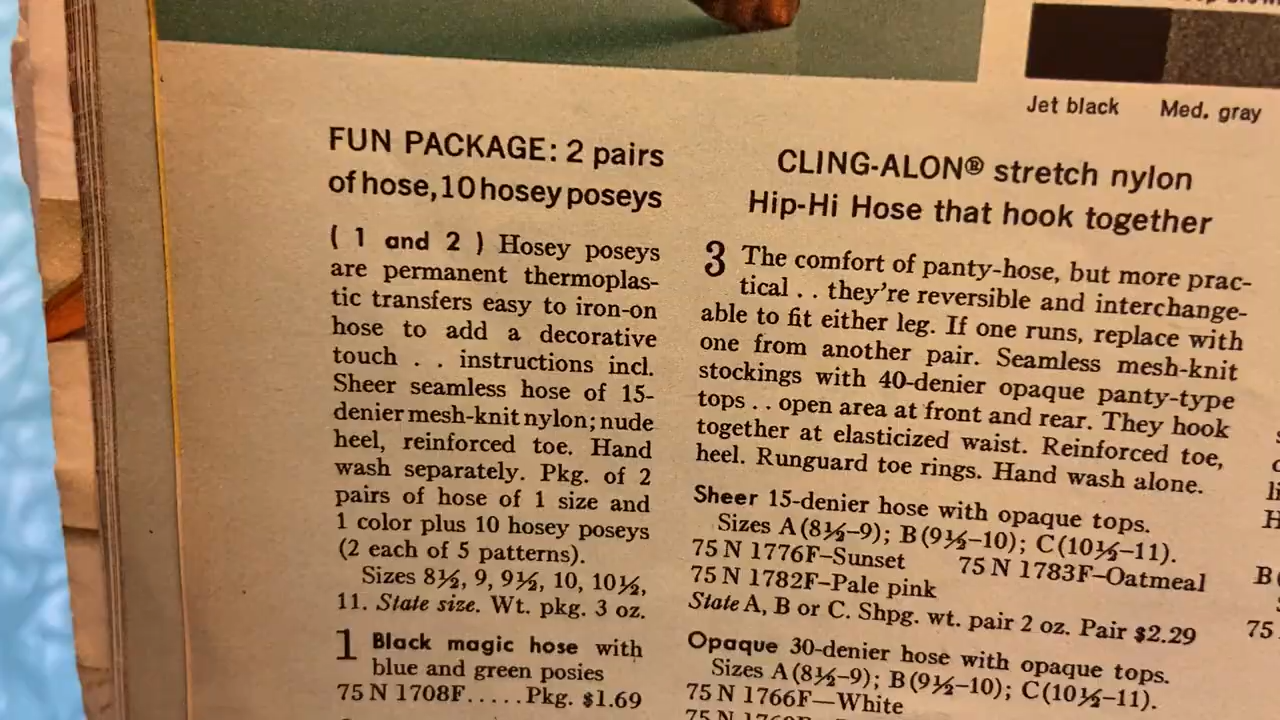 Jet black Med. gray
FUN PACKAGE: 2 pairs
of hose, 10 hosey poseys
( 1 and 2 ) Hosey poseys
are permanent thermoplas-
tic transfers easy to iron-on
hose to add a decorative
touch . . instructions incl.
Sheer seamless hose of 15-
denier mesh-knit nylon; nude
heel, reinforced toe. Hand
wash separately. Pkg. of 2
pairs of hose of 1 size and
1 color plus 10 hosey poseys
(2 each of 5 patterns).
Sizes 8½, 9, 9½, 10, 10½,
11. State size. Wt. pkg. 3 oz.
1 Black magic hose with
blue and green posies
75 N 1708F.....Pkg. $1.69
CLING-ALON® stretch nylon
Hip-Hi Hose that hook together
3 The comfort of panty-hose, but more prac-
tical . . they're reversible and interchange-
able to fit either leg. If one runs, replace with
one from another pair. Seamless mesh-knit
stockings with 40-denier opaque panty-type
tops . . open area at front and rear. They hook
together at elasticized waist. Reinforced toe,
heel. Runguard toe rings. Hand wash alone.
Sheer 15-denier hose with opaque tops.
Sizes A (8½-9); B (9½-10); C (10½-11).
75 N 1776F–Sunset 75 N 1783F–Oatmeal
75 N 1782F–Pale pink
State A, B or C. Shpg. wt. pair 2 oz. Pair $2.29
Opaque 30-denier hose with opaque tops.
Sizes A (8½-9); B (9½-10); C (10½-11).
75 N 1766F—White
75 N
B(
75